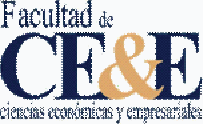 Facultad de
CE&E
ciencias económicas y empresariales